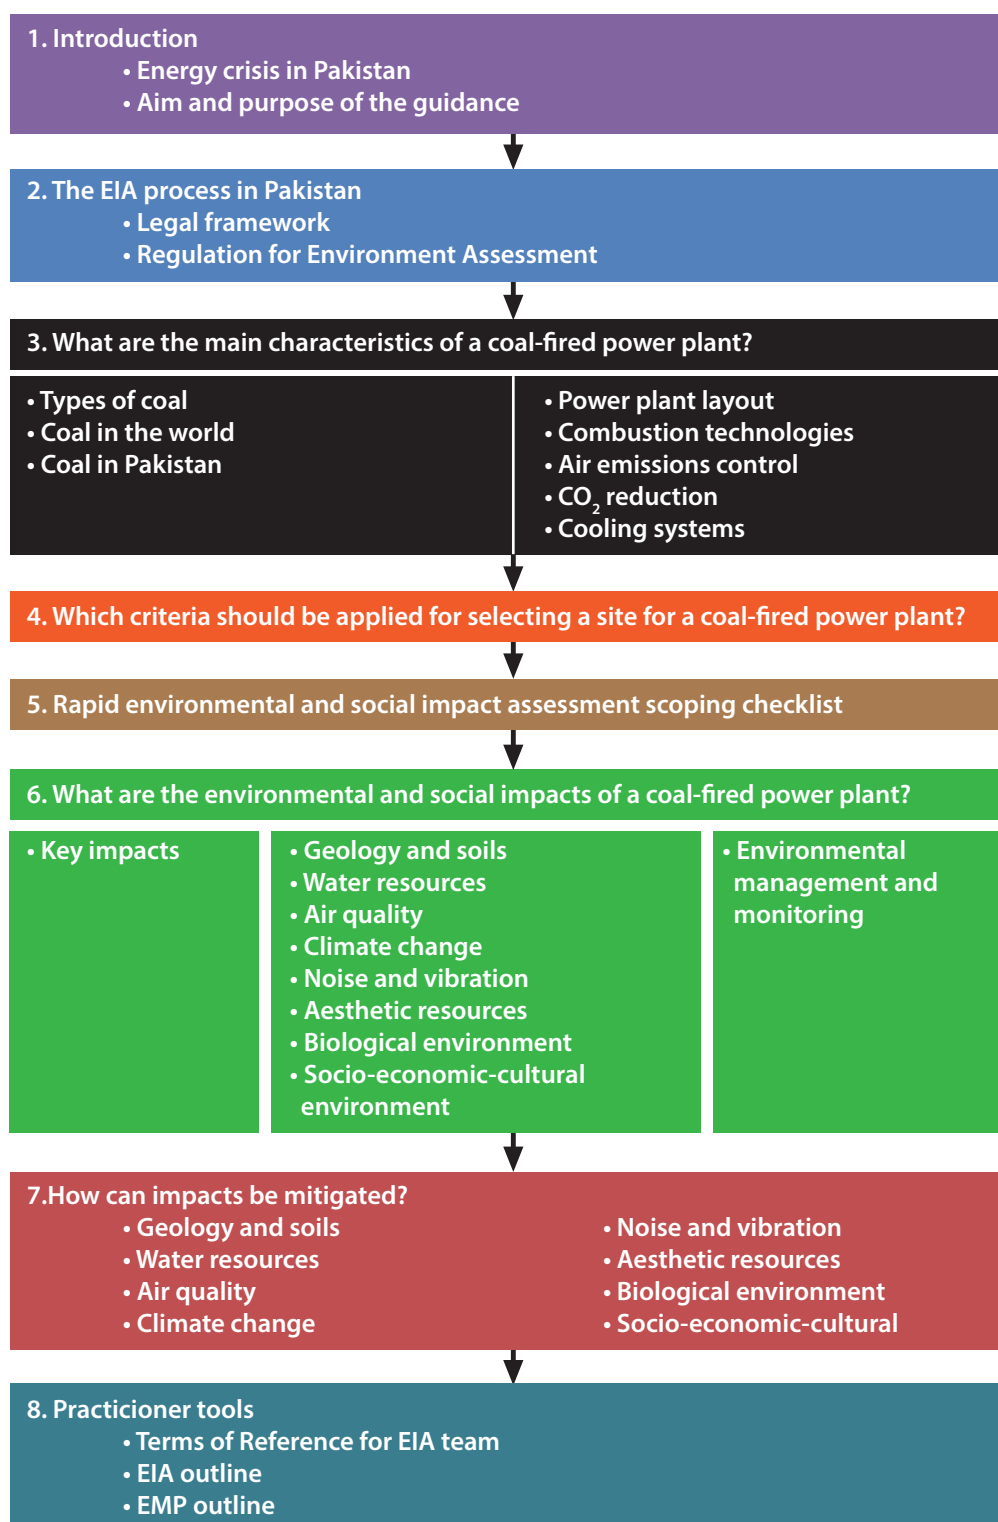 1. Introduction
• Energy crisis in Pakistan
• Aim and purpose of the guidance
2. The EIA process in Pakistan
• Legal framework
• Regulation for Environment Assessment
3. What are the main characteristics of a coal-fired power plant?
• Types of coal
• Coal in the world
• Coal in Pakistan
• Power plant layout
• Combustion technologies
• Air emissions control
• CO₂ reduction
• Cooling systems
4. Which criteria should be applied for selecting a site for a coal-fired power plant?
5. Rapid environmental and social impact assessment scoping checklist
6. What are the environmental and social impacts of a coal-fired power plant?
• Key impacts
• Geology and soils
• Water resources
• Air quality
• Climate change
• Noise and vibration
• Aesthetic resources
• Biological environment
• Socio-economic-cultural
environment
• Environmental
management and
monitoring
7.How can impacts be mitigated?
• Geology and soils
• Water resources
• Air quality
• Climate change
• Noise and vibration
• Aesthetic resources
• Biological environment
• Socio-economic-cultural
8. Practicioner tools
• Terms of Reference for EIA team
• EIA outline
• EMP outline